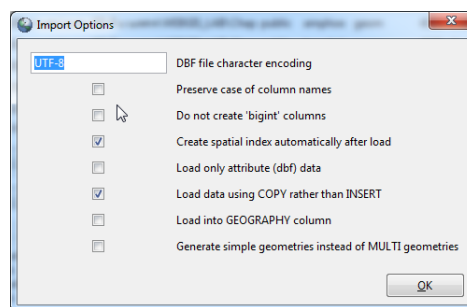 Import Options
UTF-8 DBF file character encoding
Preserve case of column names
Do not create 'bigint' columns
Create spatial index automatically after load
Load only attribute (dbf) data
Load data using COPY rather than INSERT
Load into GEOGRAPHY column
Generate simple geometries instead of MULTI geometries
OK